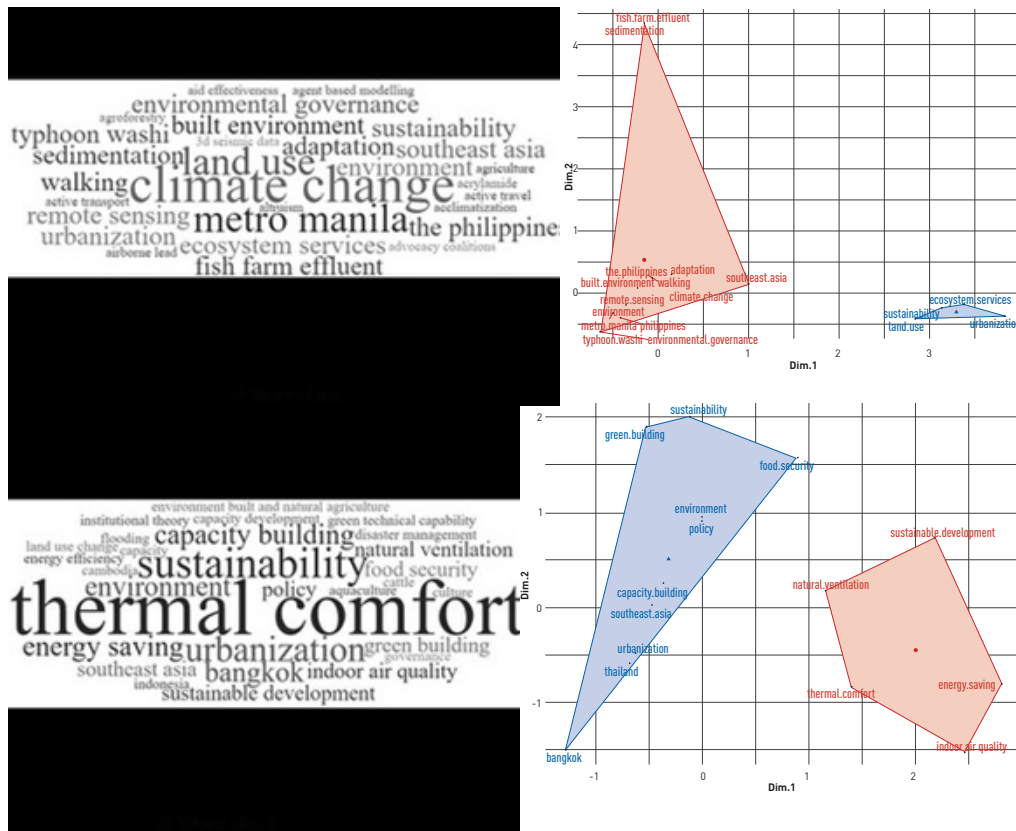 aid effectiveness agent based modelling
environmental governance
agroforestry
typhoon washi built environment sustainability
3d seismic data adaptation southeast asia
sedimentation land use environment agriculture
walking climate change acrylamide
active transport altruism active travel
acclimatization
remote sensing metro manila the philippine
urbanization ecosystem services advocacy coalitions
airborne lead
fish farm effluent
fish.farm.effluent
sedimentation
4
3
2
Dim.2
1
the.philippines adaptation
built.environment walking southeast.asia
0
remote.sensing climate.change
environment
metro.manila philippines
typhoon.washi environmental.governance
ecosystem.services
sustainability
land.use urbanizatio
0 1 2 3
Dim.1
environment built and natural agriculture
institutional theory capacity development green technical capability
flooding capacity building disaster management
land use change capacity sustainability natural ventilation
energy efficiency food security
cambodia cattle
environment policy aquaculture culture
thermal comfort
energy saving urbanization green building
governance
southeast asia bangkok indoor air quality
indonesia
sustainable development
2
sustainability
green.building
food.security
1
environment
policy
sustainable.development
Dim.2
natural.ventilation
capacity.building
0
southeast.asia
urbanization
thailand
energy.saving
thermal.comfort
-1
indoor air quality
bangkok
-1 0 1 2
Dim.1